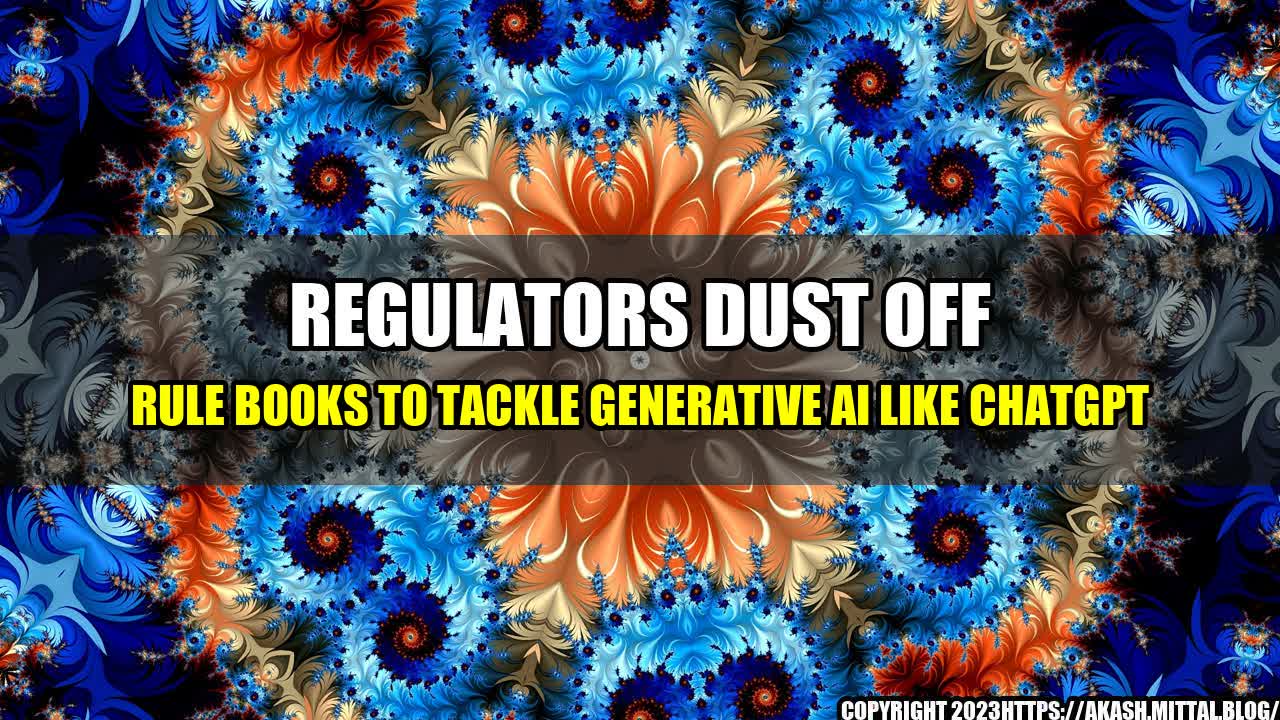 REGULATORS DUST OFF
RULE BOOKS TO TACKLE GENERATIVE AI LIKE CHATGPT
COPYRIGHT 2023HTTPS://AKASH.MITTAL.BLOG/